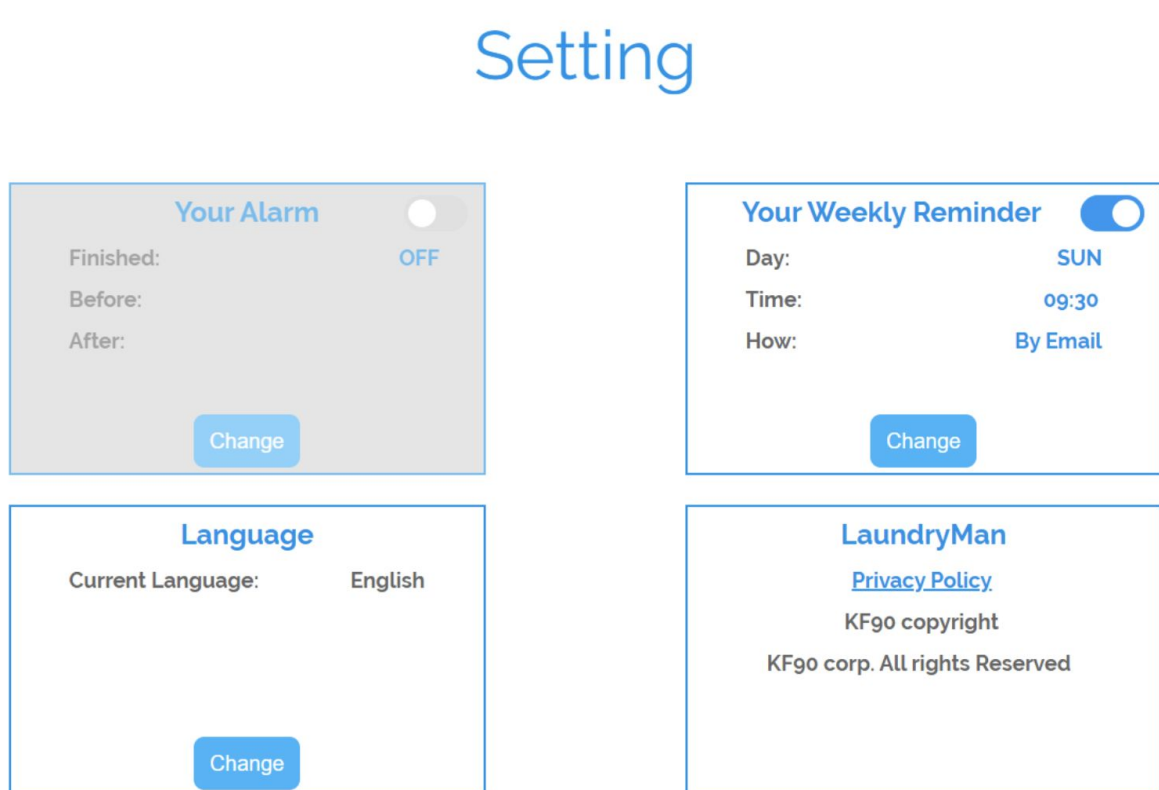 Setting
Your Alarm
Finished: OFF
Before:
After:
Change
Your Weekly Reminder
Day: SUN
Time: 09:30
How: By Email
Change
Language
Current Language: English
Change
LaundryMan
Privacy Policy
KF90 copyright
KF90 corp. All rights Reserved